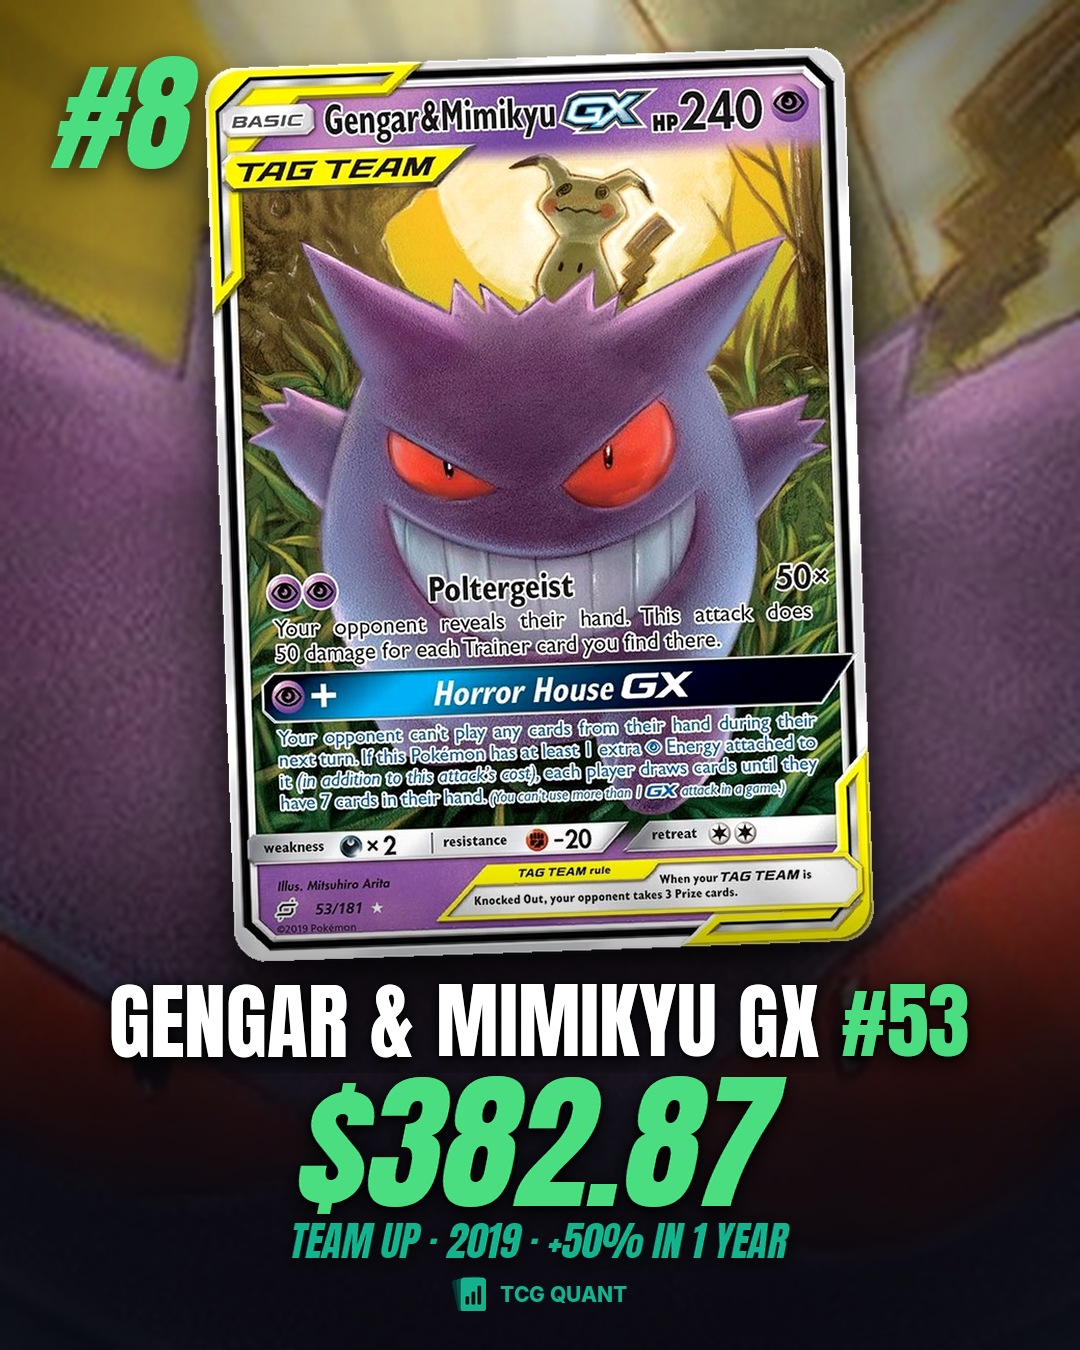 #8
BASIC Gengar&Mimikyu GX HP 240
TAG TEAM
Poltergeist 50×
Your opponent reveals their hand. This attack does
50 damage for each Trainer card you find there.
+ Horror House GX
Your opponent can't play any cards from their hand during their
next turn. If this Pokémon has at least 1 extra Energy attached to
it (in addition to this attack's cost), each player draws cards until they
have 7 cards in their hand. (You can't use more than 1 GX attack in a game.)
weakness ×2 resistance -20 retreat
TAG TEAM rule When your TAG TEAM is
Knocked Out, your opponent takes 3 Prize cards.
Illus. Mitsuhiro Arita
53/181
©2019 Pokémon
GENGAR & MIMIKYU GX #53
$382.87
TEAM UP · 2019 · +50% IN 1 YEAR
TCG QUANT